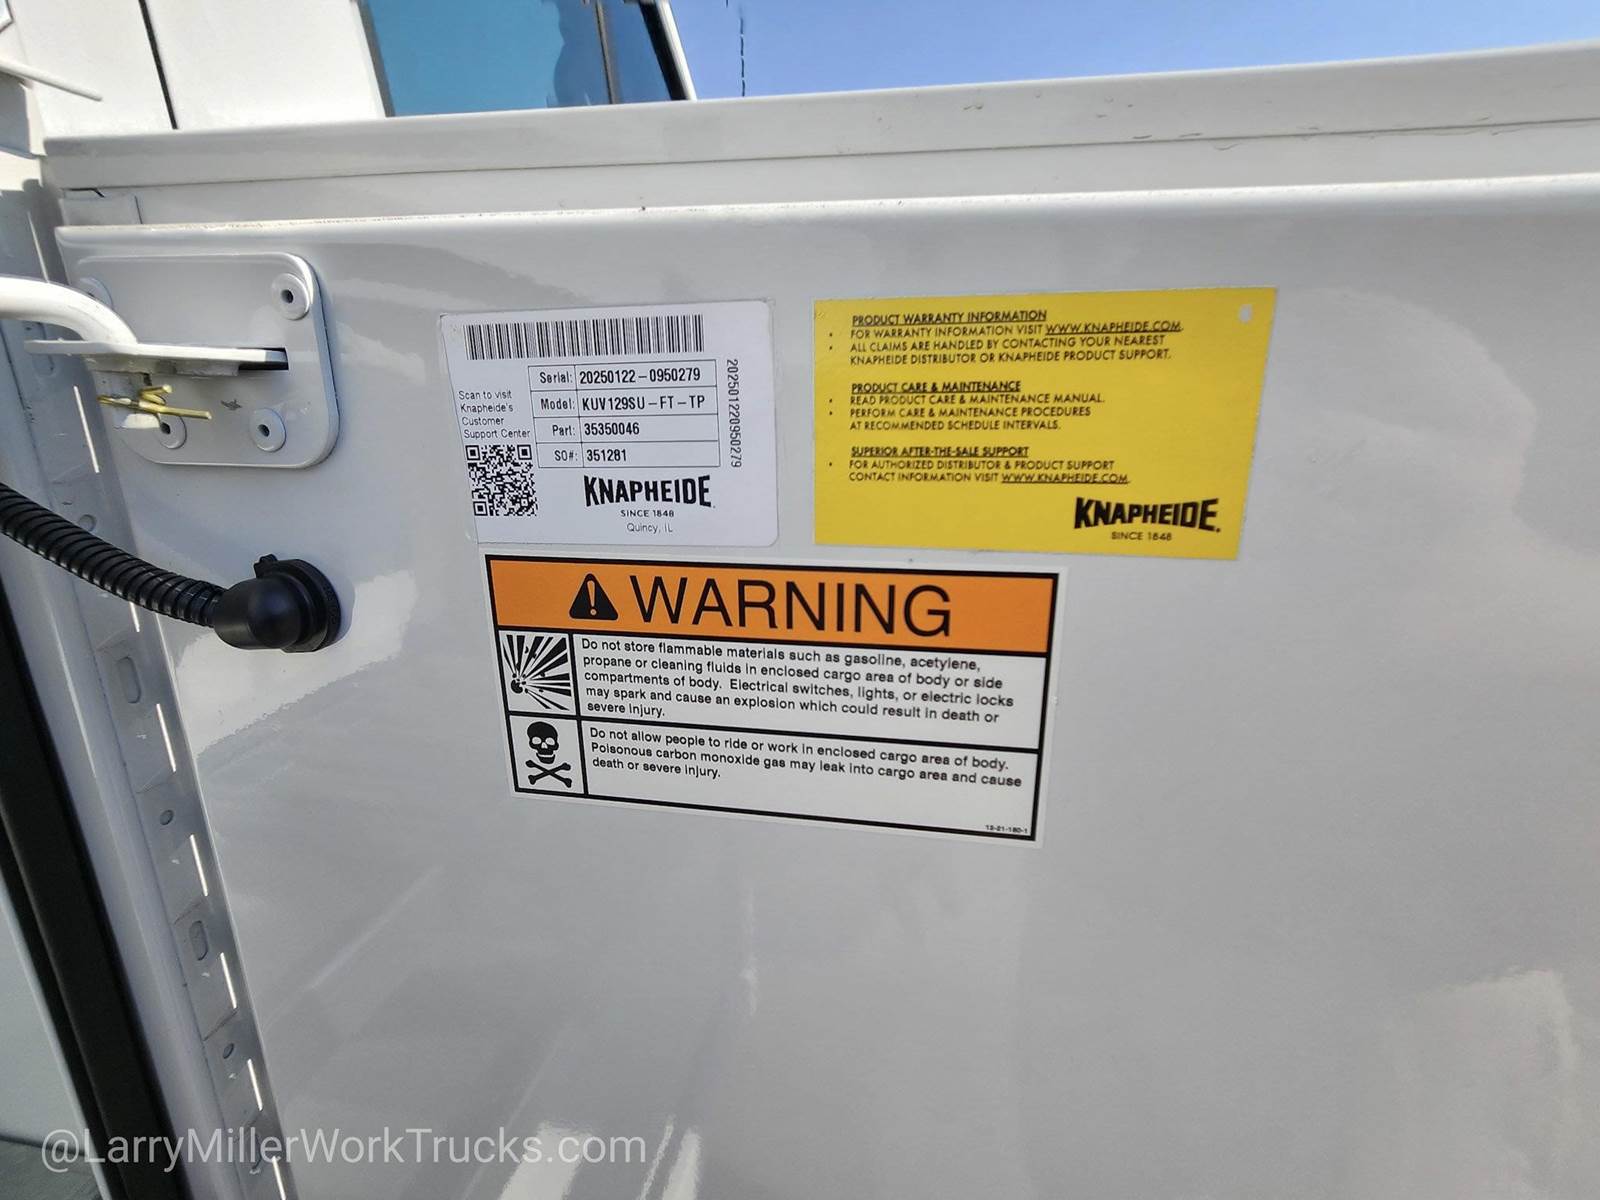 Scan to visit
Knapheide's
Customer
Support Center
Serial: 20250122-0950279
Model: KUV129SU-FT-TP
Part: 35350046
SO#: 351281
202501220950279
KNAPHEIDE
SINCE 1848
Quincy, IL
PRODUCT WARRANTY INFORMATION
• FOR WARRANTY INFORMATION VISIT WWW.KNAPHEIDE.COM.
• ALL CLAIMS ARE HANDLED BY CONTACTING YOUR NEAREST
KNAPHEIDE DISTRIBUTOR OR KNAPHEIDE PRODUCT SUPPORT.
PRODUCT CARE & MAINTENANCE
• READ PRODUCT CARE & MAINTENANCE MANUAL.
• PERFORM CARE & MAINTENANCE PROCEDURES
AT RECOMMENDED SCHEDULE INTERVALS.
SUPERIOR AFTER-THE-SALE SUPPORT
• FOR AUTHORIZED DISTRIBUTOR & PRODUCT SUPPORT
CONTACT INFORMATION VISIT WWW.KNAPHEIDE.COM.
KNAPHEIDE.
SINCE 1848
WARNING
Do not store flammable materials such as gasoline, acetylene,
propane or cleaning fluids in enclosed cargo area of body or side
compartments of body. Electrical switches, lights, or electric locks
may spark and cause an explosion which could result in death or
severe injury.
Do not allow people to ride or work in enclosed cargo area of body.
Poisonous carbon monoxide gas may leak into cargo area and cause
death or severe injury.
12-21-180-1
@LarryMillerWorkTrucks.com